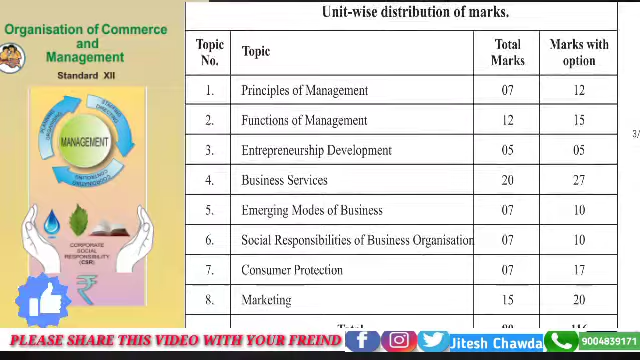 Organisation of Commerce
and
Management
Standard XII
MANAGEMENT
CORPORATE
SOCIAL
RESPONSIBILITY
(CSR)
Unit-wise distribution of marks.
Topic No. Topic Total Marks Marks with option
1. Principles of Management 07 12
2. Functions of Management 12 15
3. Entrepreneurship Development 05 05
4. Business Services 20 27
5. Emerging Modes of Business 07 10
6. Social Responsibilities of Business Organisation 07 10
7. Consumer Protection 07 17
8. Marketing 15 20
Total 80 116
3/
PLEASE SHARE THIS VIDEO WITH YOUR FREIND
Jitesh Chawda
9004839171